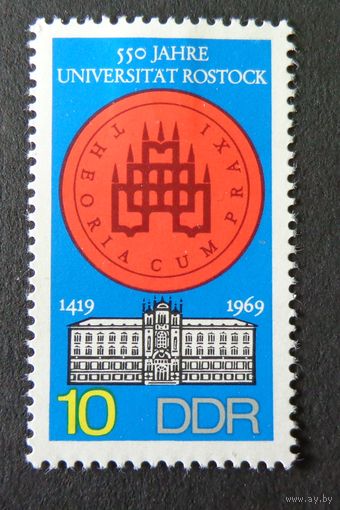 550 JAHRE
UNIVERSITÄT ROSTOCK
THEORIA CUM PRAXI
1419 1969
10 DDR
www.ay.by